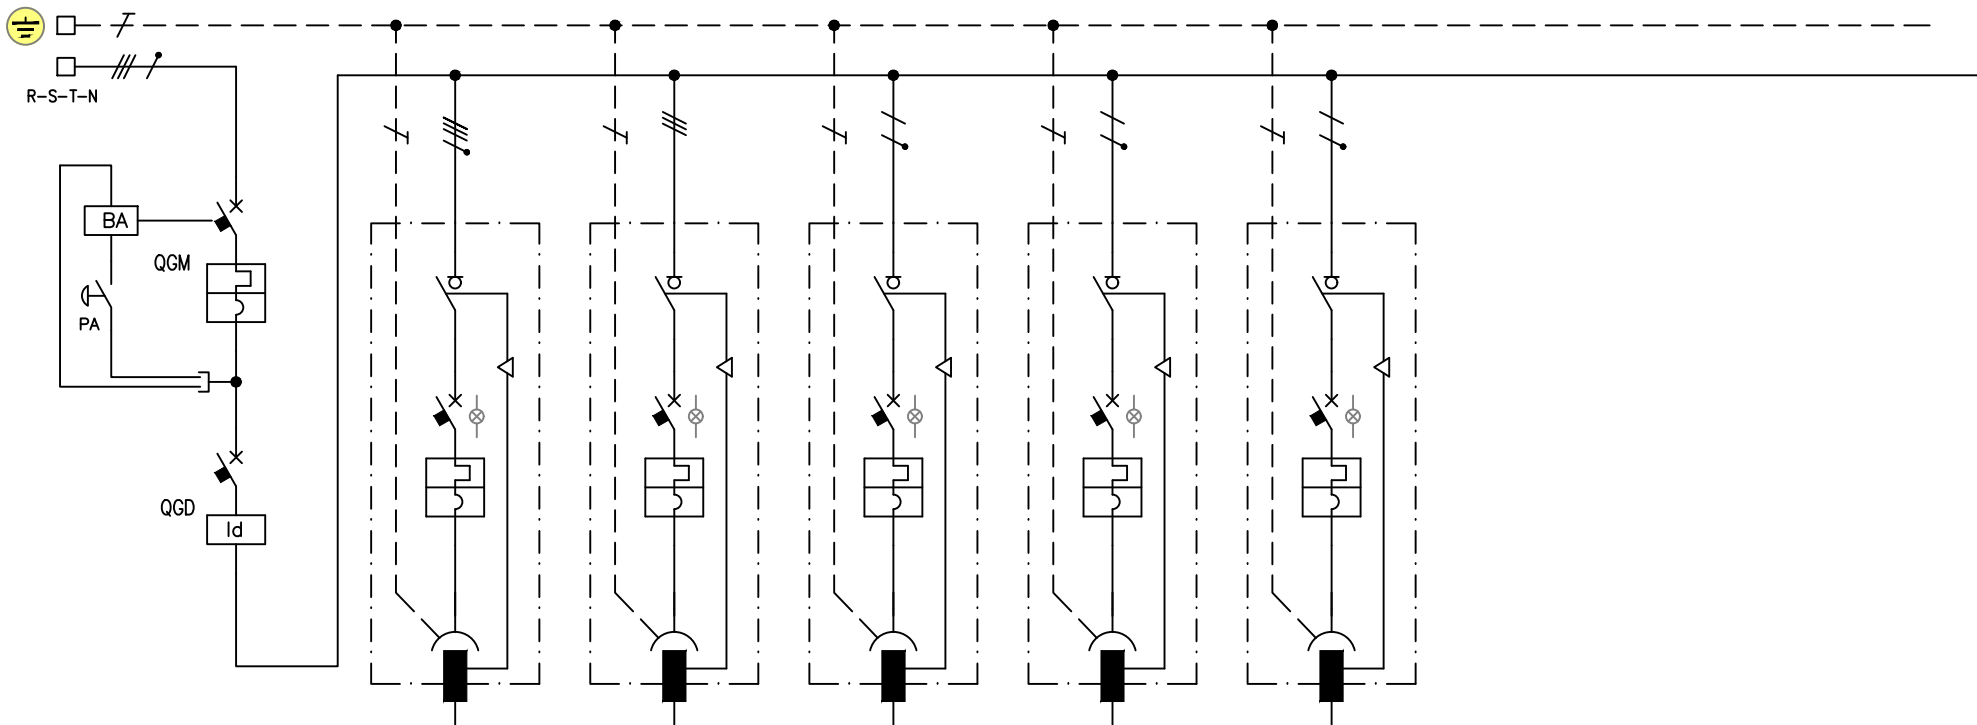 R-S-T-N
BA
QGM
PA
QGD
Id